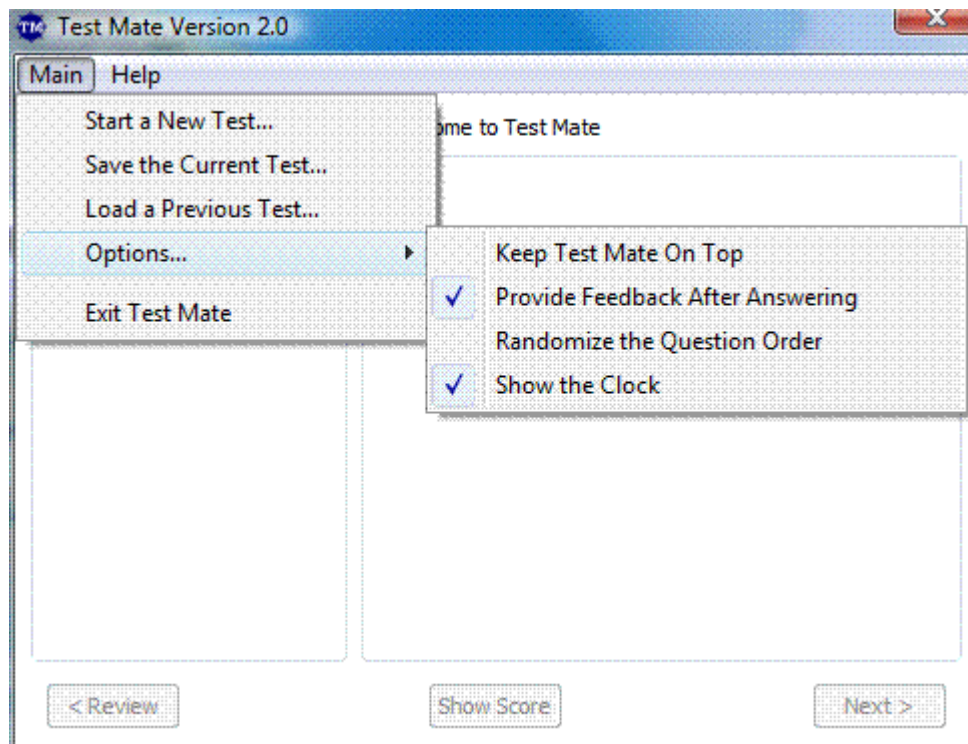 TM Test Mate Version 2.0
Main Help
Start a New Test...
ome to Test Mate
Save the Current Test...
Load a Previous Test...
Options...
Keep Test Mate On Top
Provide Feedback After Answering
Exit Test Mate
Randomize the Question Order
Show the Clock
< Review
Show Score
Next >